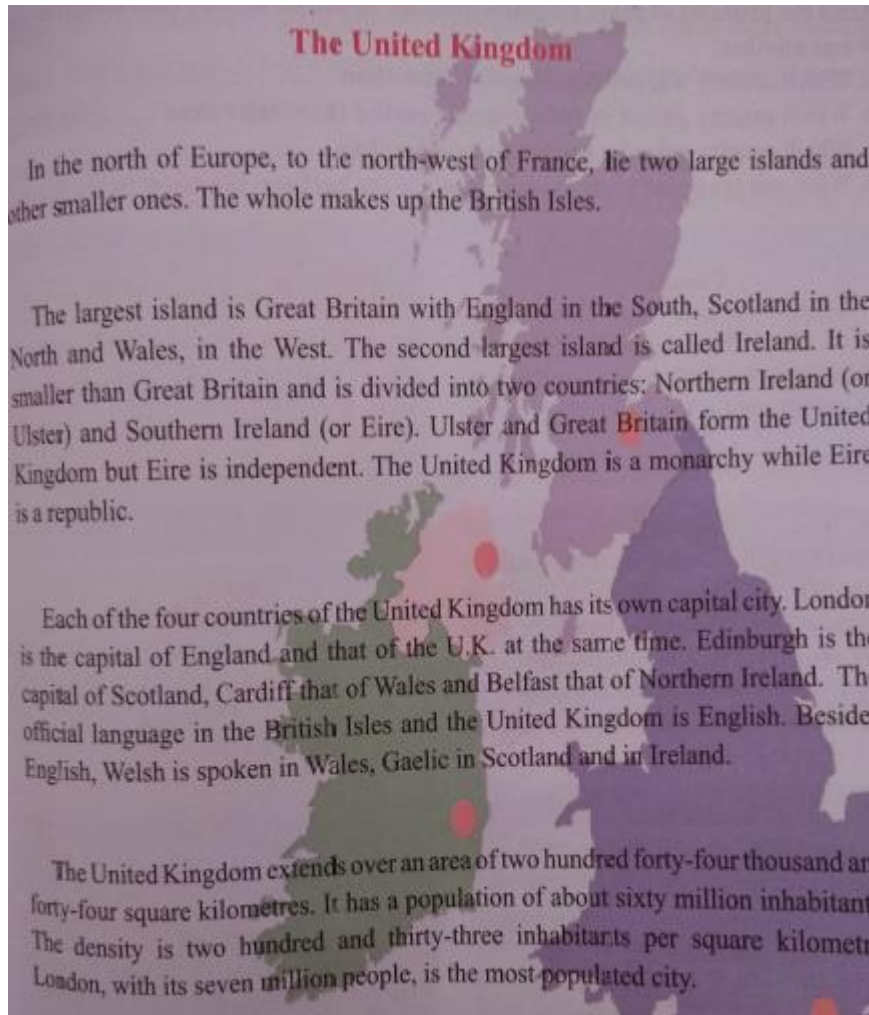 The United Kingdom
In the north of Europe, to the north-west of France, lie two large islands and
other smaller ones. The whole makes up the British Isles.
The largest island is Great Britain with England in the South, Scotland in the
North and Wales, in the West. The second largest island is called Ireland. It is
smaller than Great Britain and is divided into two countries: Northern Ireland (or
Ulster) and Southern Ireland (or Eire). Ulster and Great Britain form the United
Kingdom but Eire is independent. The United Kingdom is a monarchy while Eire
is a republic.
Each of the four countries of the United Kingdom has its own capital city. London
is the capital of England and that of the U.K. at the same time. Edinburgh is the
capital of Scotland, Cardiff that of Wales and Belfast that of Northern Ireland. Th
official language in the British Isles and the United Kingdom is English. Beside
English, Welsh is spoken in Wales, Gaelic in Scotland and in Ireland.
The United Kingdom extends over an area of two hundred forty-four thousand an
forty-four square kilometres. It has a population of about sixty million inhabitant
The density is two hundred and thirty-three inhabitants per square kilometr
London, with its seven million people, is the most populated city.